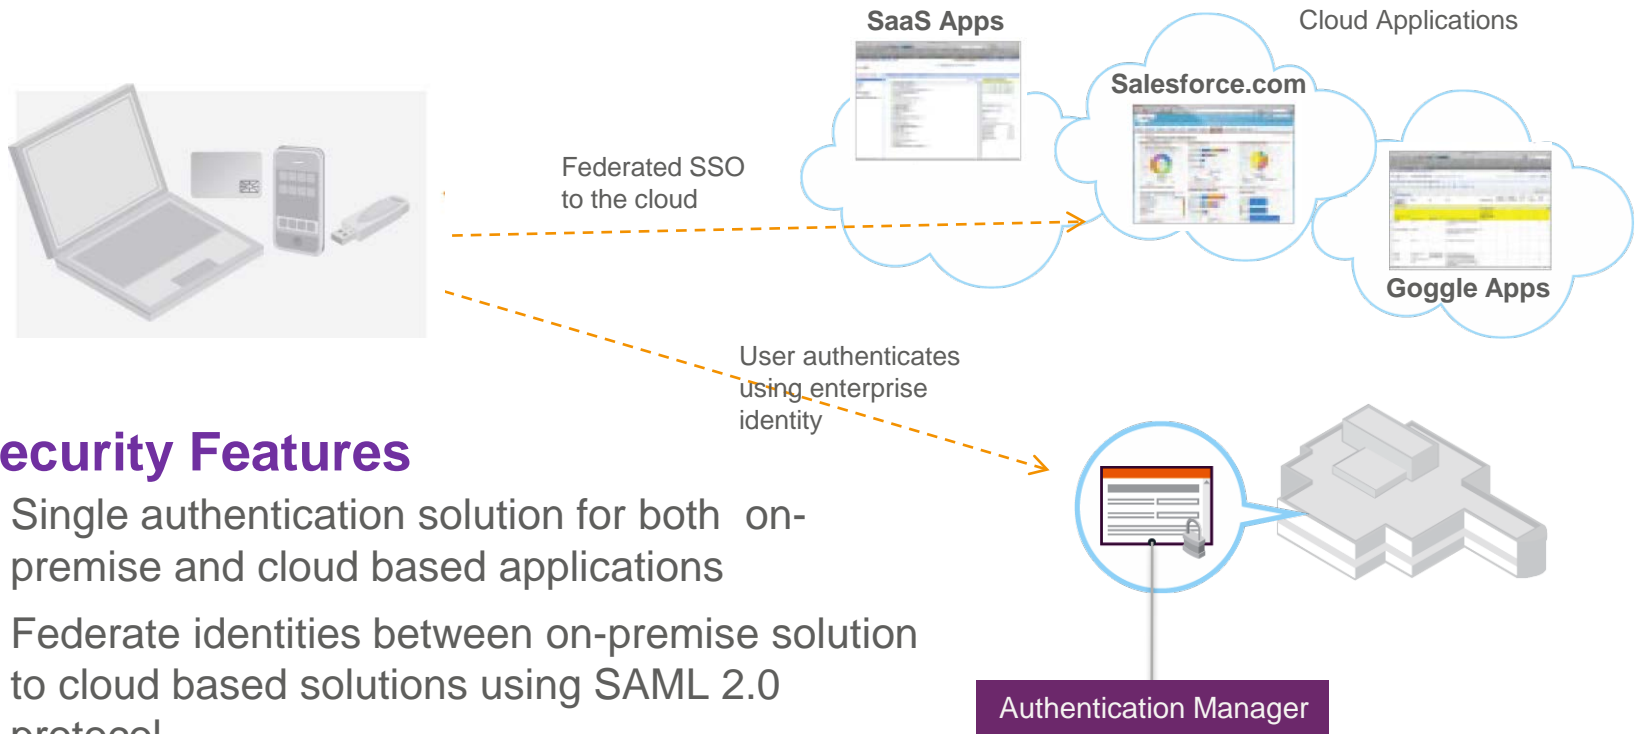 SaaS Apps
Cloud Applications
Salesforce.com
Federated SSO
to the cloud
Goggle Apps
User authenticates
using enterprise
identity
ecurity Features
Single authentication solution for both on-
premise and cloud based applications
Federate identities between on-premise solution
to cloud based solutions using SAML 2.0
protocol
Authentication Manager